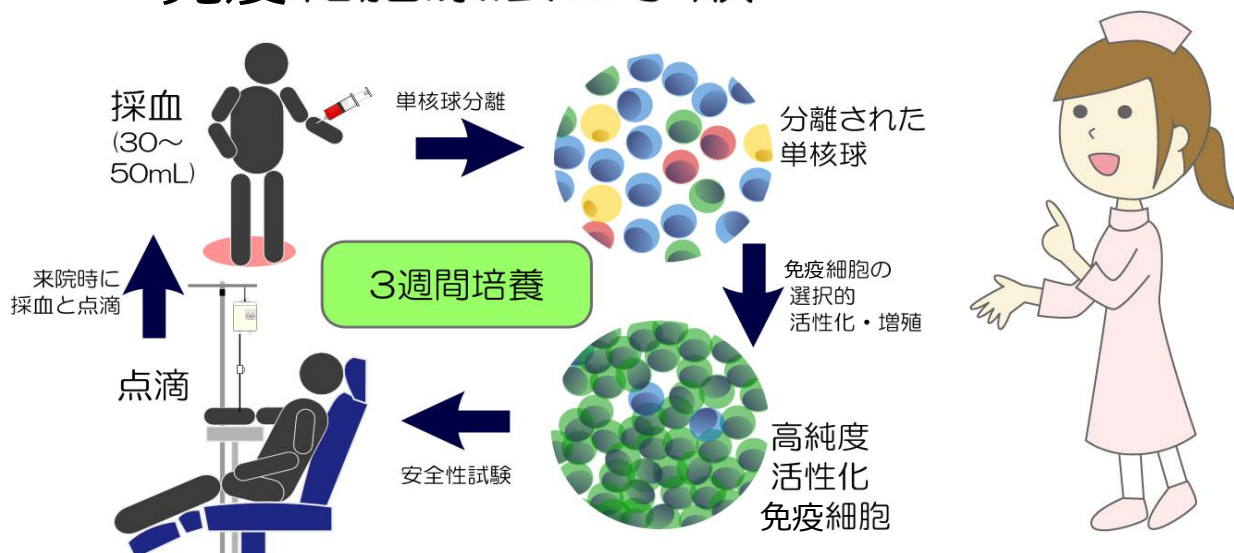 採血
(30～
50mL)
単核球分離
分離された
単核球
来院時に
採血と点滴
3週間培養
免疫細胞の
選択的
活性化・増殖
点滴
安全性試験
高純度
活性化
免疫細胞